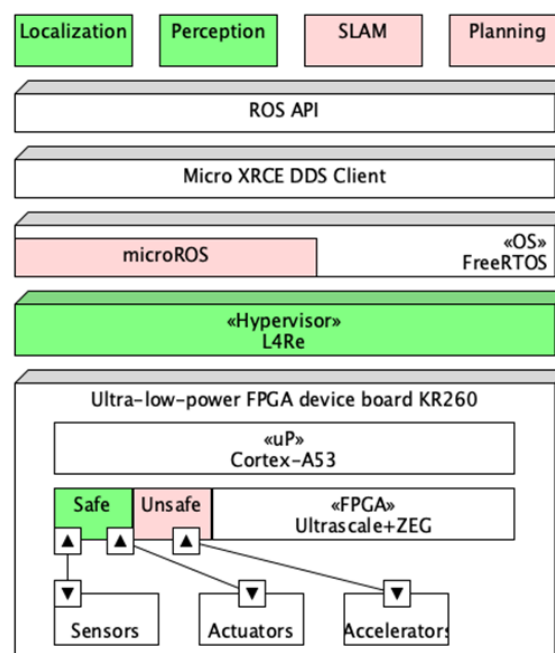 Localization
Perception
SLAM
Planning
ROS API
Micro XRCE DDS Client
microROS
«OS»
FreeRTOS
«Hypervisor»
L4Re
Ultra-low-power FPGA device board KR260
«uP»
Cortex-A53
Safe
Unsafe
«FPGA»
Ultrascale+ZEG
Sensors
Actuators
Accelerators